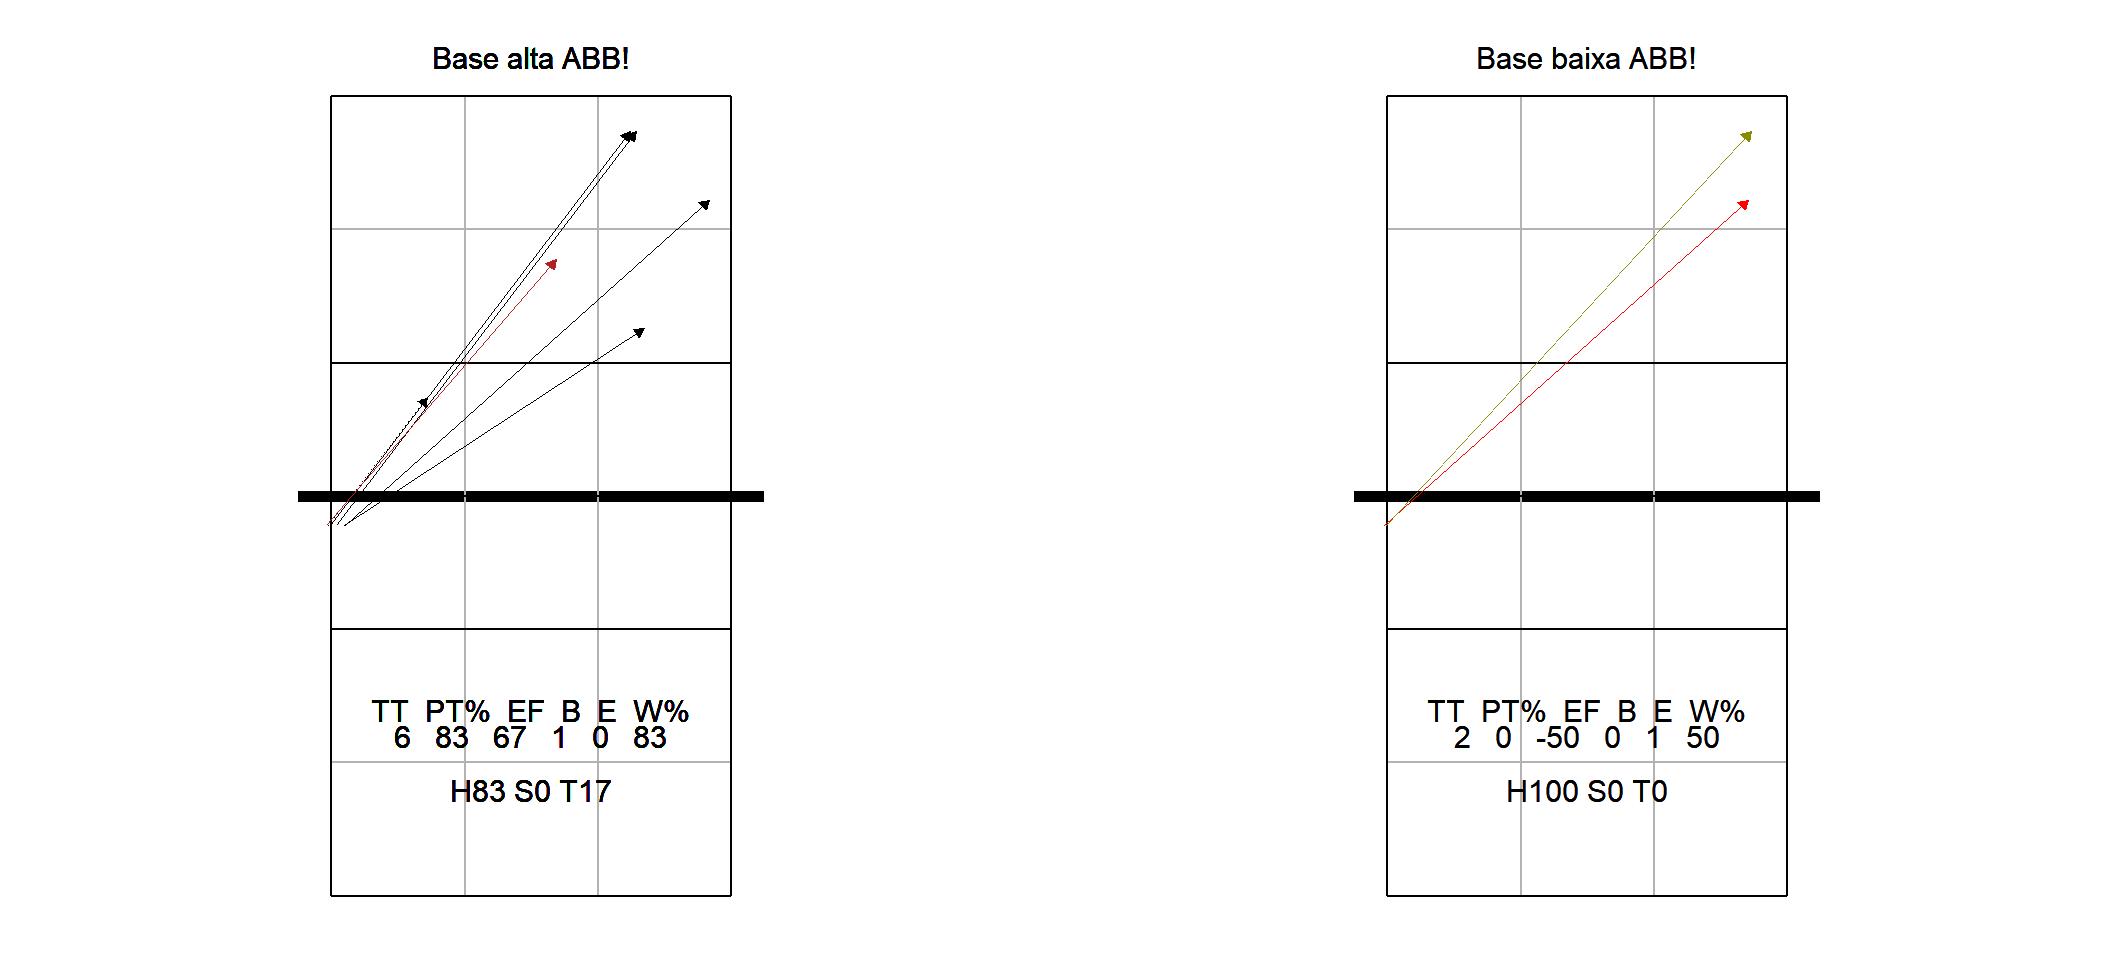 Base alta ABB!
TT PT% EF B E W%
6 83 67 1 0 83
H83 S0 T17
Base baixa ABB!
TT PT% EF B E W%
2 0 -50 0 1 50
H100 S0 T0